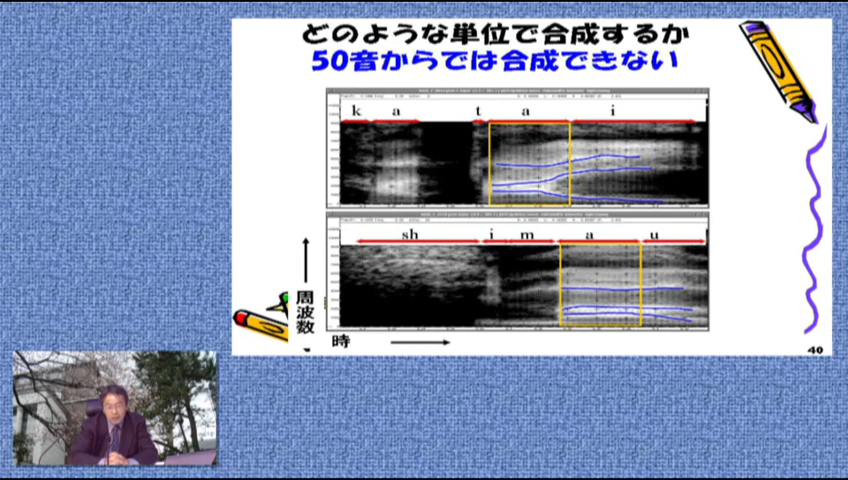 どのような単位で合成するか
50音からでは合成できない
k a t a i
sh i m a u
周波数
時
40